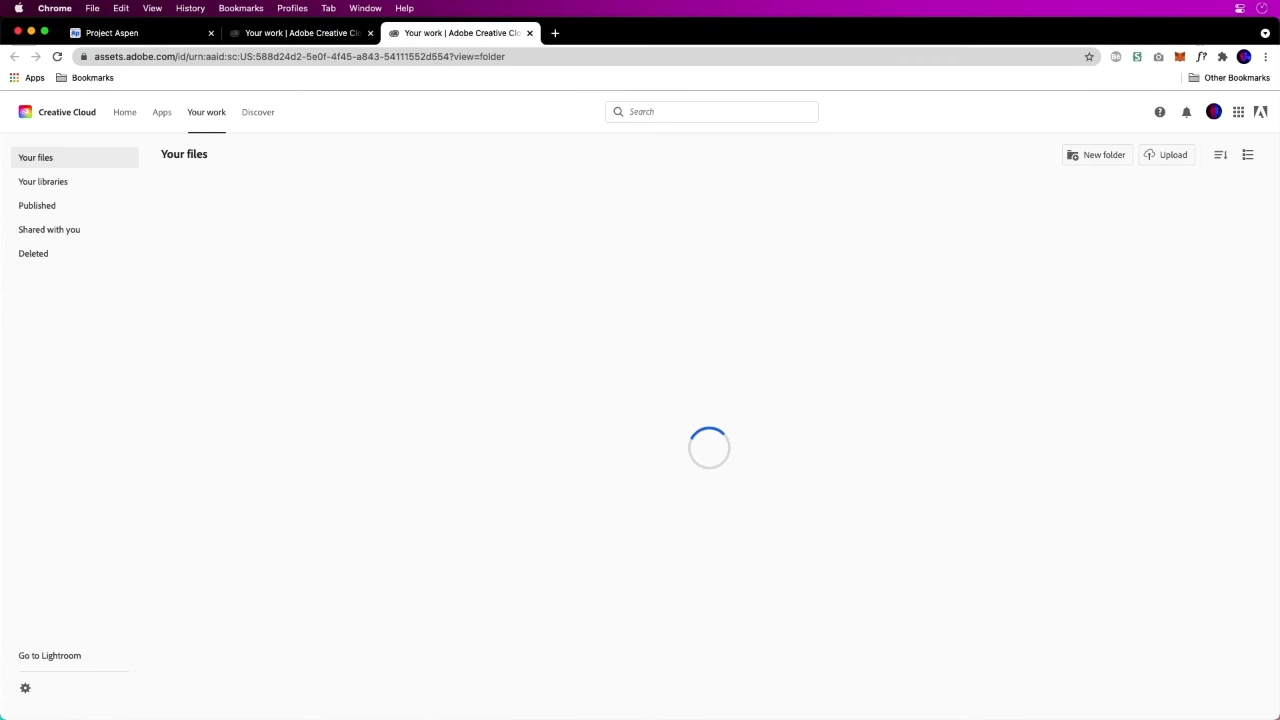 Chrome File Edit View History Bookmarks Profiles Tab Window Help
Ap Project Aspen Your work | Adobe Creative Clo Your work | Adobe Creative Clo
assets.adobe.com/id/urn:aaid:sc:US:588d24d2-5e0f-4f45-a843-54111552d554?view=folder
Apps Bookmarks Other Bookmarks
Creative Cloud Home Apps Your work Discover Search
Your files Your files New folder Upload
Your libraries
Published
Shared with you
Deleted
Go to Lightroom